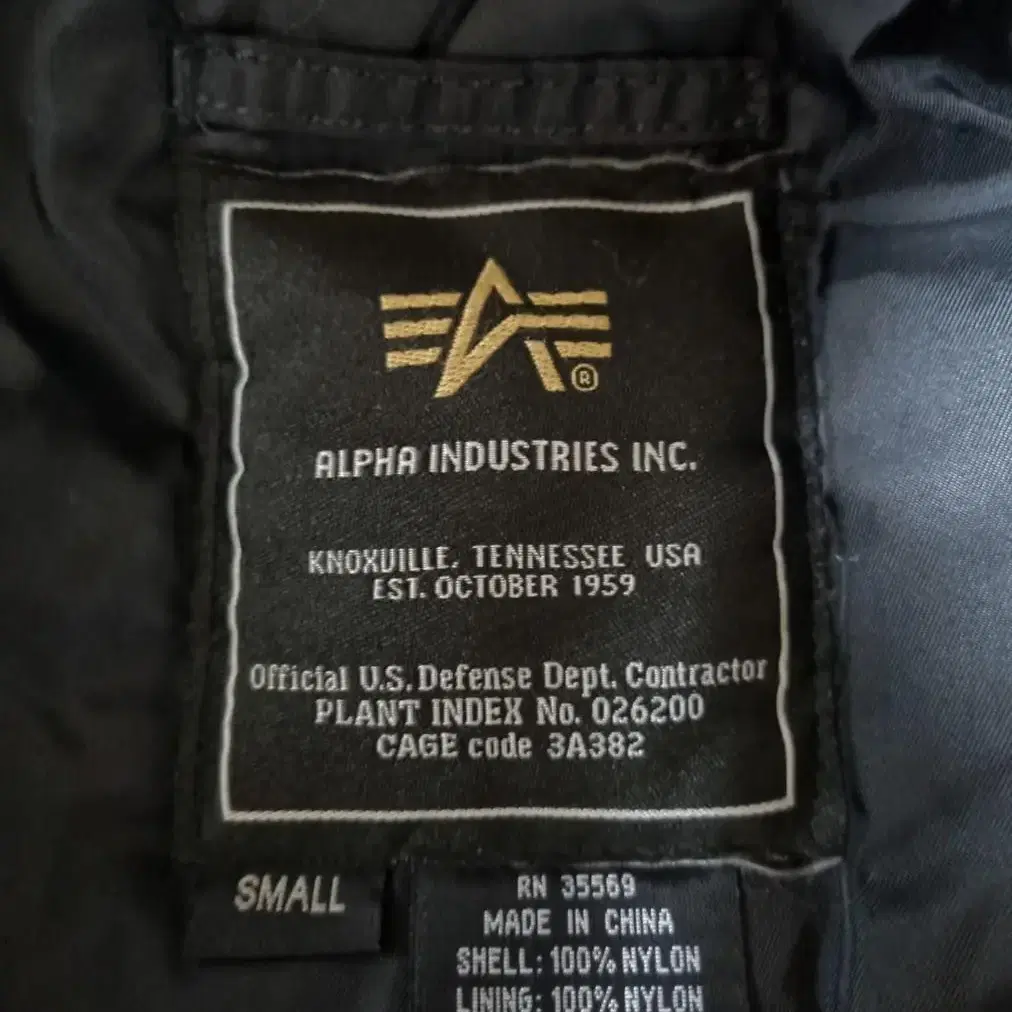 ®
ALPHA INDUSTRIES INC.
KNOXVILLE, TENNESSEE USA
EST. OCTOBER 1959
Official U.S. Defense Dept. Contractor
PLANT INDEX No. 026200
CAGE code 3A382
SMALL
RN 35569
MADE IN CHINA
SHELL: 100% NYLON
LINING: 100% NYLON